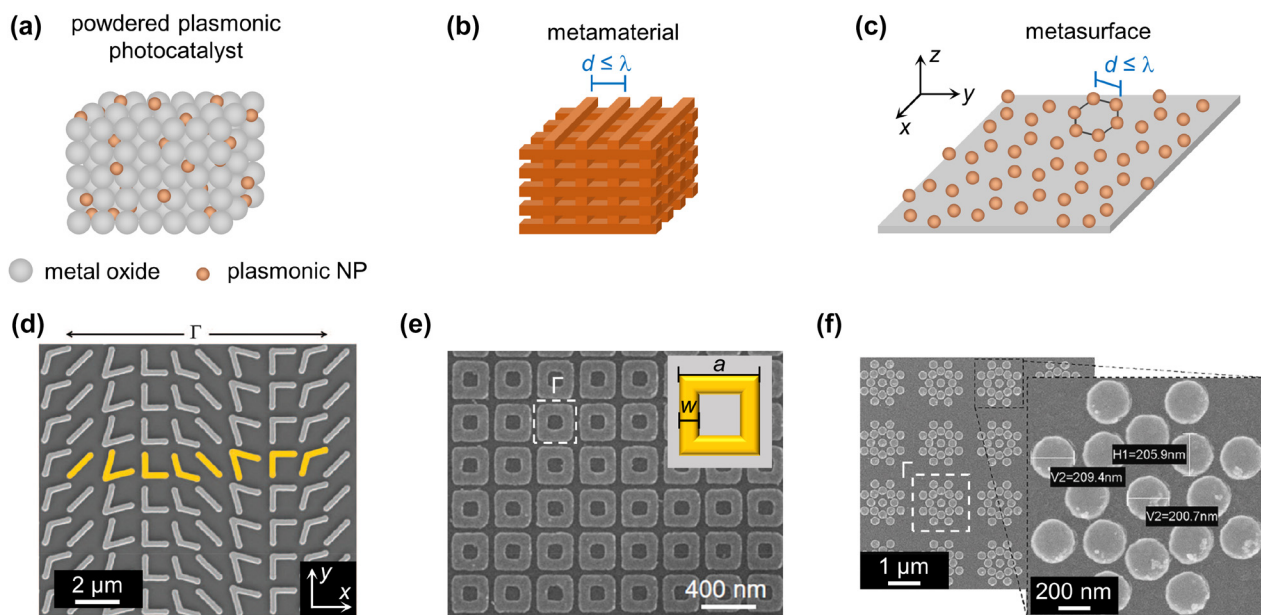 (a)
powdered plasmonic
photocatalyst
(b)
metamaterial
d ≤ λ
(c)
metasurface
d ≤ λ
z
y
x
metal oxide
plasmonic NP
(d)
Γ
2 µm
y
x
(e)
Γ
a
w
400 nm
(f)
Γ
1 µm
H1=205.9nm
V2=209.4nm
V2=200.7nm
200 nm